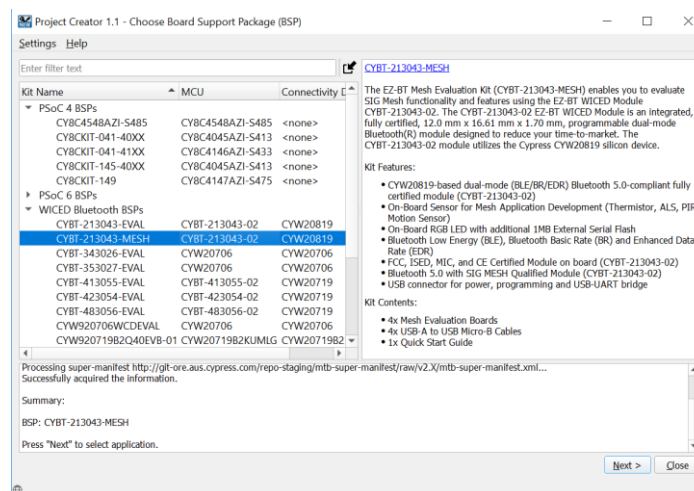 Project Creator 1.1 - Choose Board Support Package (BSP)
Settings Help
Enter filter text
Kit Name MCU Connectivity D
PSoC 4 BSPs
CY8C4548AZI-S485 CY8C4548AZI-S485 <none>
CY8CKIT-041-40XX CY8C4045AZI-S413 <none>
CY8CKIT-041-41XX CY8C4146AZI-S433 <none>
CY8CKIT-145-40XX CY8C4045AZI-S413 <none>
CY8CKIT-149 CY8C4147AZI-S475 <none>
PSoC 6 BSPs
WICED Bluetooth BSPs
CYBT-213043-EVAL CYBT-213043-02 CYW20819
CYBT-213043-MESH CYBT-213043-02 CYW20819
CYBT-343026-EVAL CYW20706 CYW20706
CYBT-353027-EVAL CYW20706 CYW20706
CYBT-413055-EVAL CYBT-413055-02 CYW20719
CYBT-423054-EVAL CYBT-423054-02 CYW20719
CYBT-483056-EVAL CYBT-483056-02 CYW20719
CYW920706WCDEVAL CYW20706 CYW20706
CYW920719B2Q40EVB-01 CYW20719B2KUMLG CYW20719B2
CYBT-213043-MESH
The EZ-BT Mesh Evaluation Kit (CYBT-213043-MESH) enables you to evaluate
SIG Mesh functionality and features using the EZ-BT WICED Module
CYBT-213043-02. The CYBT-213043-02 EZ-BT WICED Module is an integrated,
fully certified, 12.0 mm x 16.61 mm x 1.70 mm, programmable dual-mode
Bluetooth(R) module designed to reduce your time-to-market. The
CYBT-213043-02 module utilizes the Cypress CYW20819 silicon device.
Kit Features:
• CYW20819-based dual-mode (BLE/BR/EDR) Bluetooth 5.0-compliant fully
certified module (CYBT-213043-02)
• On-Board Sensor for Mesh Application Development (Thermistor, ALS, PIR
Motion Sensor)
• On-Board RGB LED with additional 1MB External Serial Flash
• Bluetooth Low Energy (BLE), Bluetooth Basic Rate (BR) and Enhanced Data
Rate (EDR)
• FCC, ISED, MIC, and CE Certified Module on board (CYBT-213043-02)
• Bluetooth 5.0 with SIG MESH Qualified Module (CYBT-213043-02)
• USB connector for power, programming and USB-UART bridge
Kit Contents:
• 4x Mesh Evaluation Boards
• 4x USB-A to USB Micro-B Cables
• 1x Quick Start Guide
Processing super-manifest http://git-ore.aus.cypress.com/repo-staging/mtb-super-manifest/raw/v2.X/mtb-super-manifest.xml...
Successfully acquired the information.
Summary:
BSP: CYBT-213043-MESH
Press "Next" to select application.
Next > Close